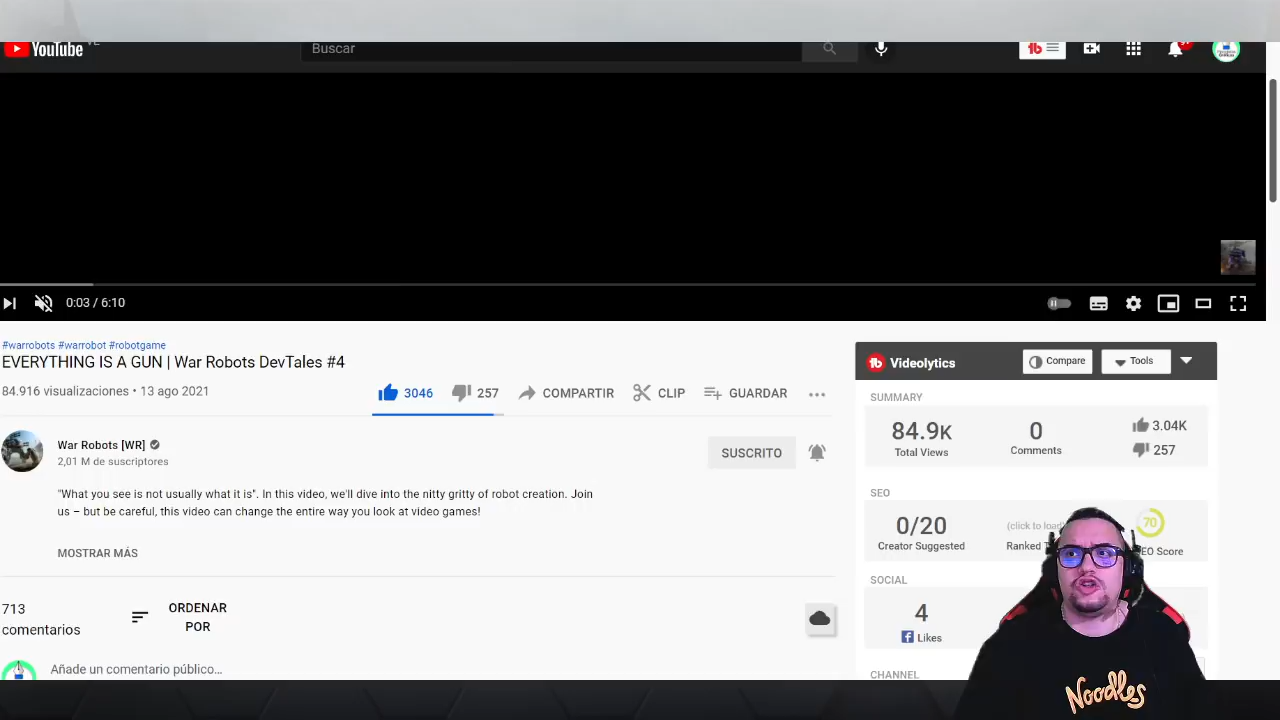 YouTube VE
Buscar
0:03 / 6:10
#warrobots #warrobot #robotgame
EVERYTHING IS A GUN | War Robots DevTales #4
84.916 visualizaciones • 13 ago 2021
3046
257
COMPARTIR
CLIP
GUARDAR
War Robots [WR]
2,01 M de suscriptores
SUSCRITO
"What you see is not usually what it is". In this video, we'll dive into the nitty gritty of robot creation. Join
us – but be careful, this video can change the entire way you look at video games!
MOSTRAR MÁS
713
comentarios
ORDENAR
POR
Añade un comentario público...
tb Videolytics
Compare
Tools
SUMMARY
84.9K
Total Views
0
Comments
3.04K
257
SEO
0/20
Creator Suggested
(click to load
Ranked
70
EO Score
SOCIAL
4
Likes
CHANNEL
Noodles